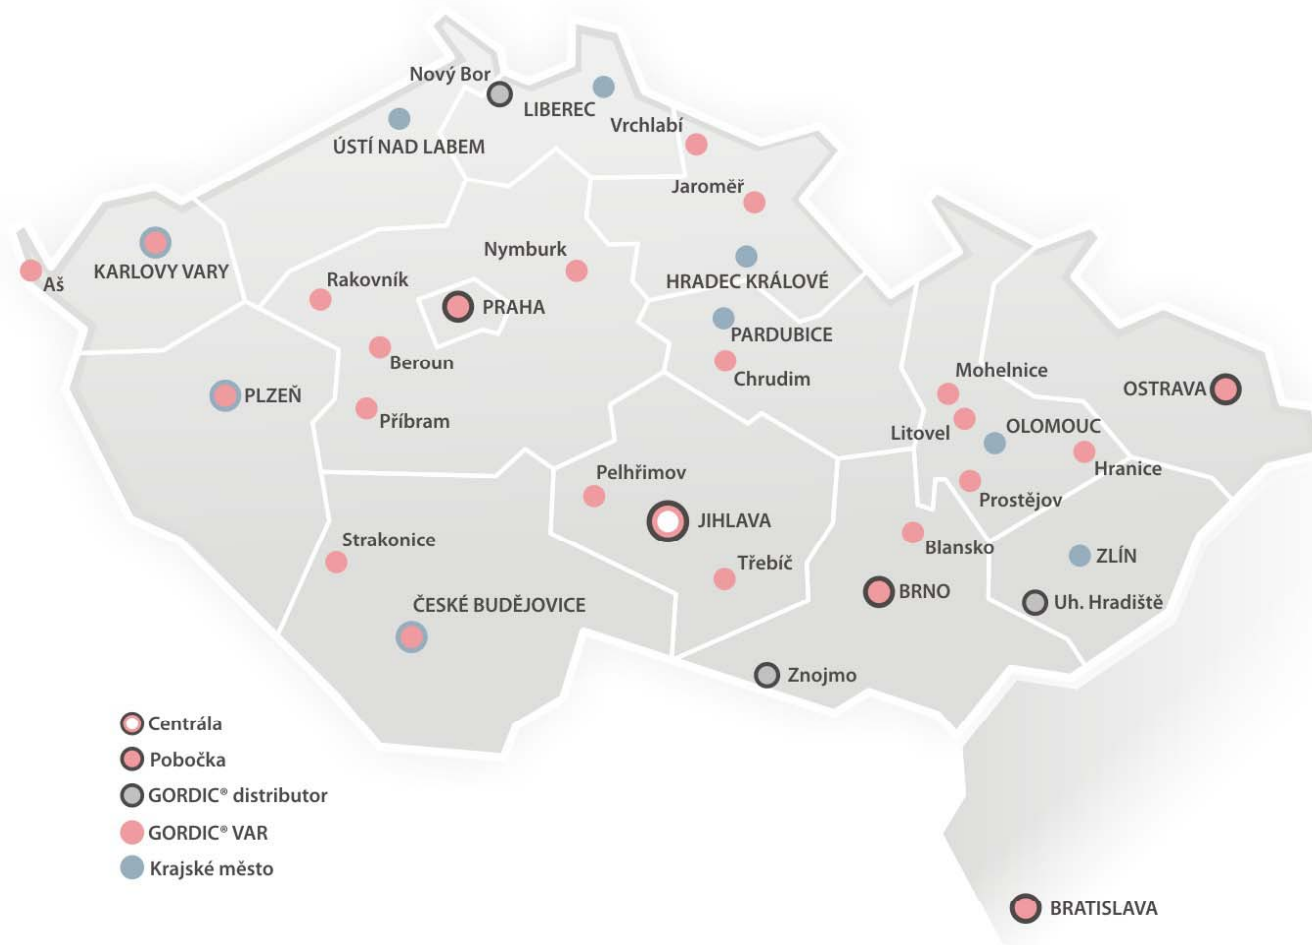 Nový Bor
LIBEREC
Vrchlabí
ÚSTÍ NAD LABEM
Jaroměř
Nymburk
KARLOVY VARY
Aš
Rakovník
HRADEC KRÁLOVÉ
PRAHA
PARDUBICE
Beroun
Chrudim
Mohelnice
OSTRAVA
PLZEŇ
Příbram
Litovel
OLOMOUC
Hranice
Pelhřimov
Prostějov
JIHLAVA
Strakonice
Blansko
ZLÍN
Třebíč
BRNO
Uh. Hradiště
ČESKÉ BUDĚJOVICE
Znojmo
Centrála
Pobočka
GORDIC® distributor
GORDIC® VAR
Krajské město
BRATISLAVA